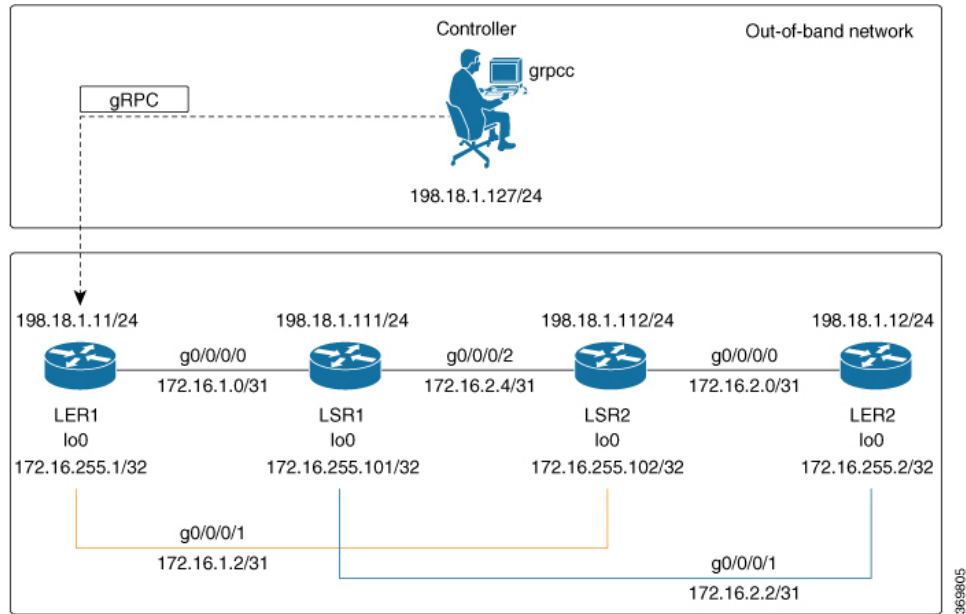 Controller
Out-of-band network
grpcc
gRPC
198.18.1.127/24
198.18.1.11/24
198.18.1.111/24
198.18.1.112/24
198.18.1.12/24
g0/0/0/0
g0/0/0/2
g0/0/0/0
172.16.1.0/31
172.16.2.4/31
172.16.2.0/31
LER1
LSR1
LSR2
LER2
lo0
lo0
lo0
lo0
172.16.255.1/32
172.16.255.101/32
172.16.255.102/32
172.16.255.2/32
g0/0/0/1
172.16.1.2/31
g0/0/0/1
172.16.2.2/31